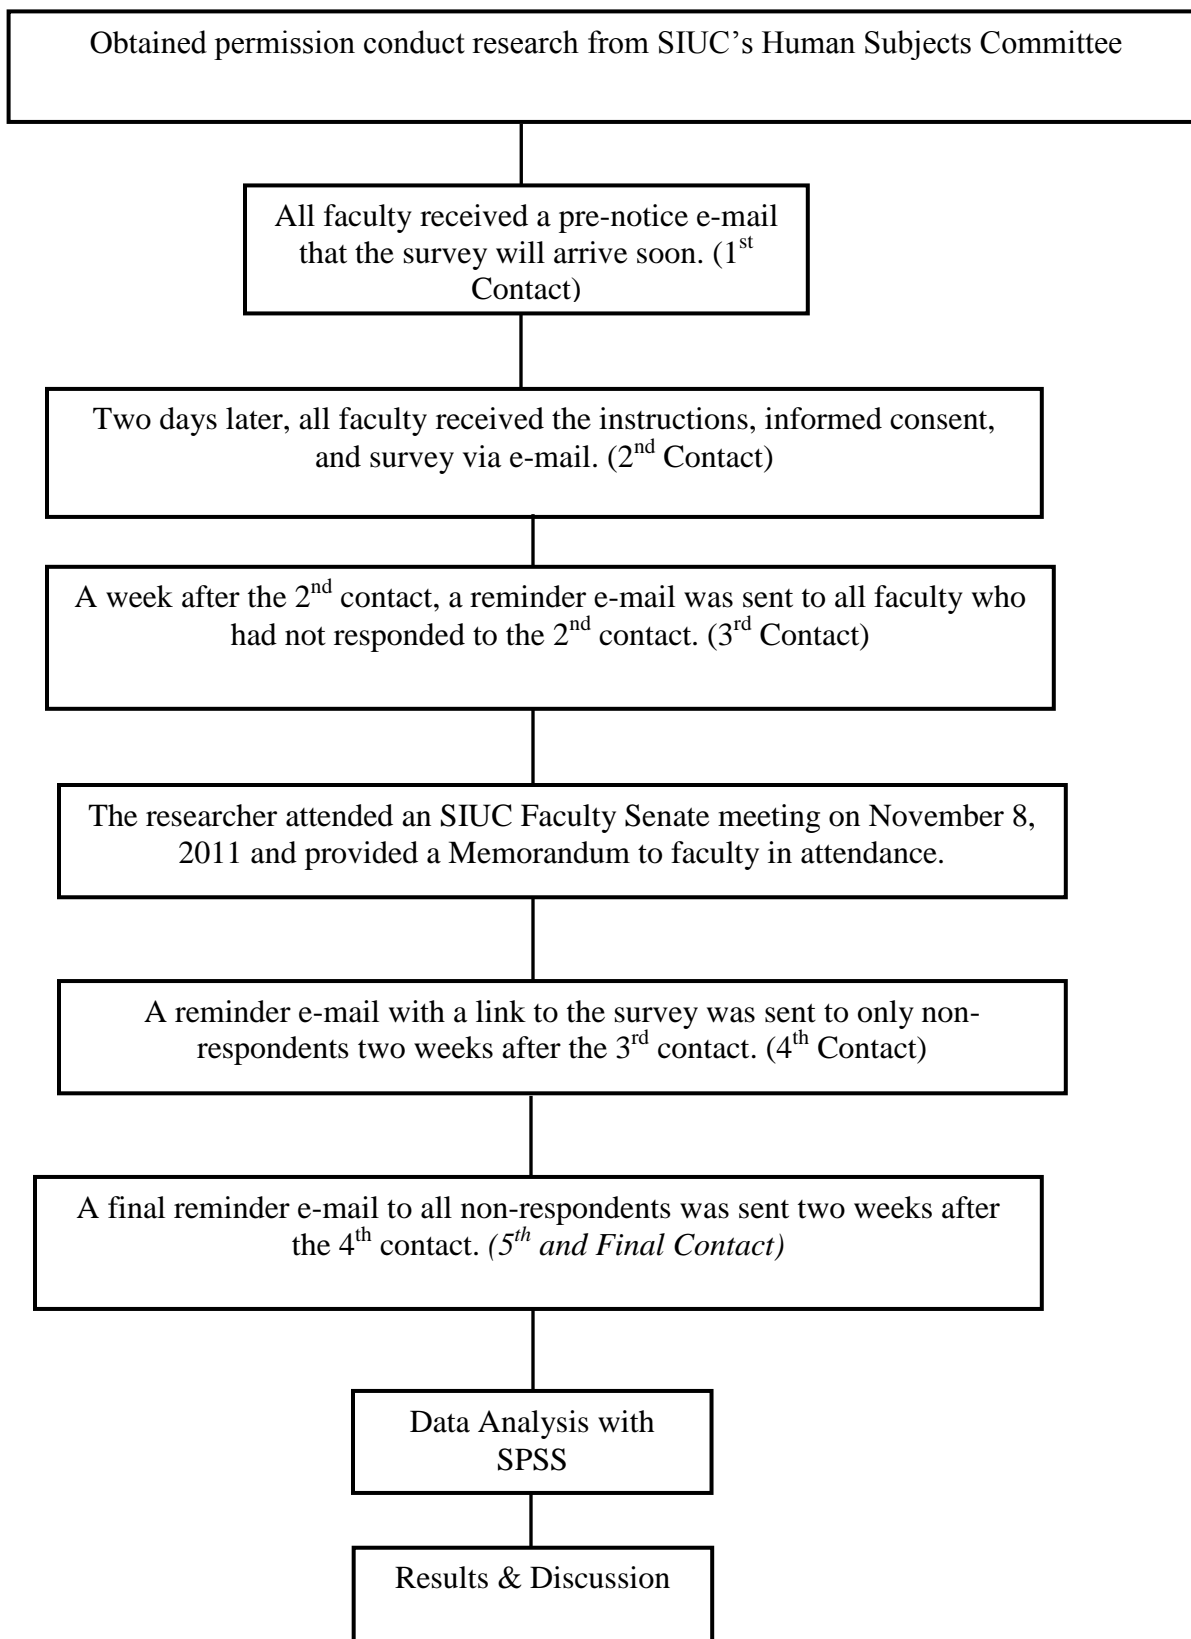 Obtained permission conduct research from SIUC’s Human Subjects Committee
All faculty received a pre-notice e-mail
that the survey will arrive soon. (1st
Contact)
Two days later, all faculty received the instructions, informed consent,
and survey via e-mail. (2nd Contact)
A week after the 2nd contact, a reminder e-mail was sent to all faculty who
had not responded to the 2nd contact. (3rd Contact)
The researcher attended an SIUC Faculty Senate meeting on November 8,
2011 and provided a Memorandum to faculty in attendance.
A reminder e-mail with a link to the survey was sent to only non-
respondents two weeks after the 3rd contact. (4th Contact)
A final reminder e-mail to all non-respondents was sent two weeks after
the 4th contact. (5th and Final Contact)
Data Analysis with
SPSS
Results & Discussion